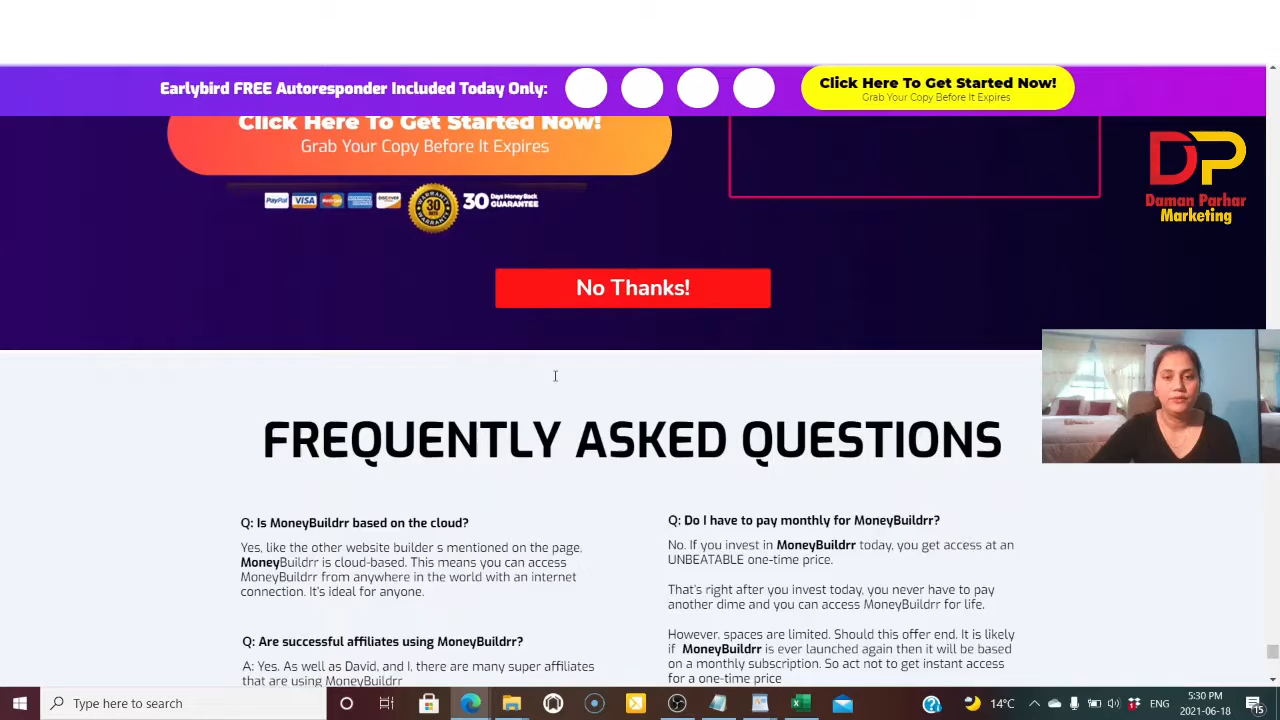 Earlybird FREE Autoresponder Included Today Only:
Click Here To Get Started Now!
Grab Your Copy Before It Expires
Click Here To Get Started Now!
Grab Your Copy Before It Expires
PayPal VISA
30 Days Money Back
GUARANTEE
30
DP
Daman Parhar
Marketing
No Thanks!
FREQUENTLY ASKED QUESTIONS
Q: Is MoneyBuildrr based on the cloud?
Yes, like the other website builder s mentioned on the page,
MoneyBuildrr is cloud-based. This means you can access
MoneyBuildrr from anywhere in the world with an internet
connection. It's ideal for anyone.
Q: Are successful affiliates using MoneyBuildrr?
A: Yes. As well as David, and I, there are many super affiliates
that are using MoneyBuildrr
Q: Do I have to pay monthly for MoneyBuildrr?
No. If you invest in MoneyBuildrr today, you get access at an
UNBEATABLE one-time price.
That's right after you invest today, you never have to pay
another dime and you can access MoneyBuildrr for life.
However, spaces are limited. Should this offer end. It is likely
if MoneyBuildrr is ever launched again then it will be based
on a monthly subscription. So act not to get instant access
for a one-time price
Type here to search
14°C
ENG
5:30 PM
2021-06-18
15